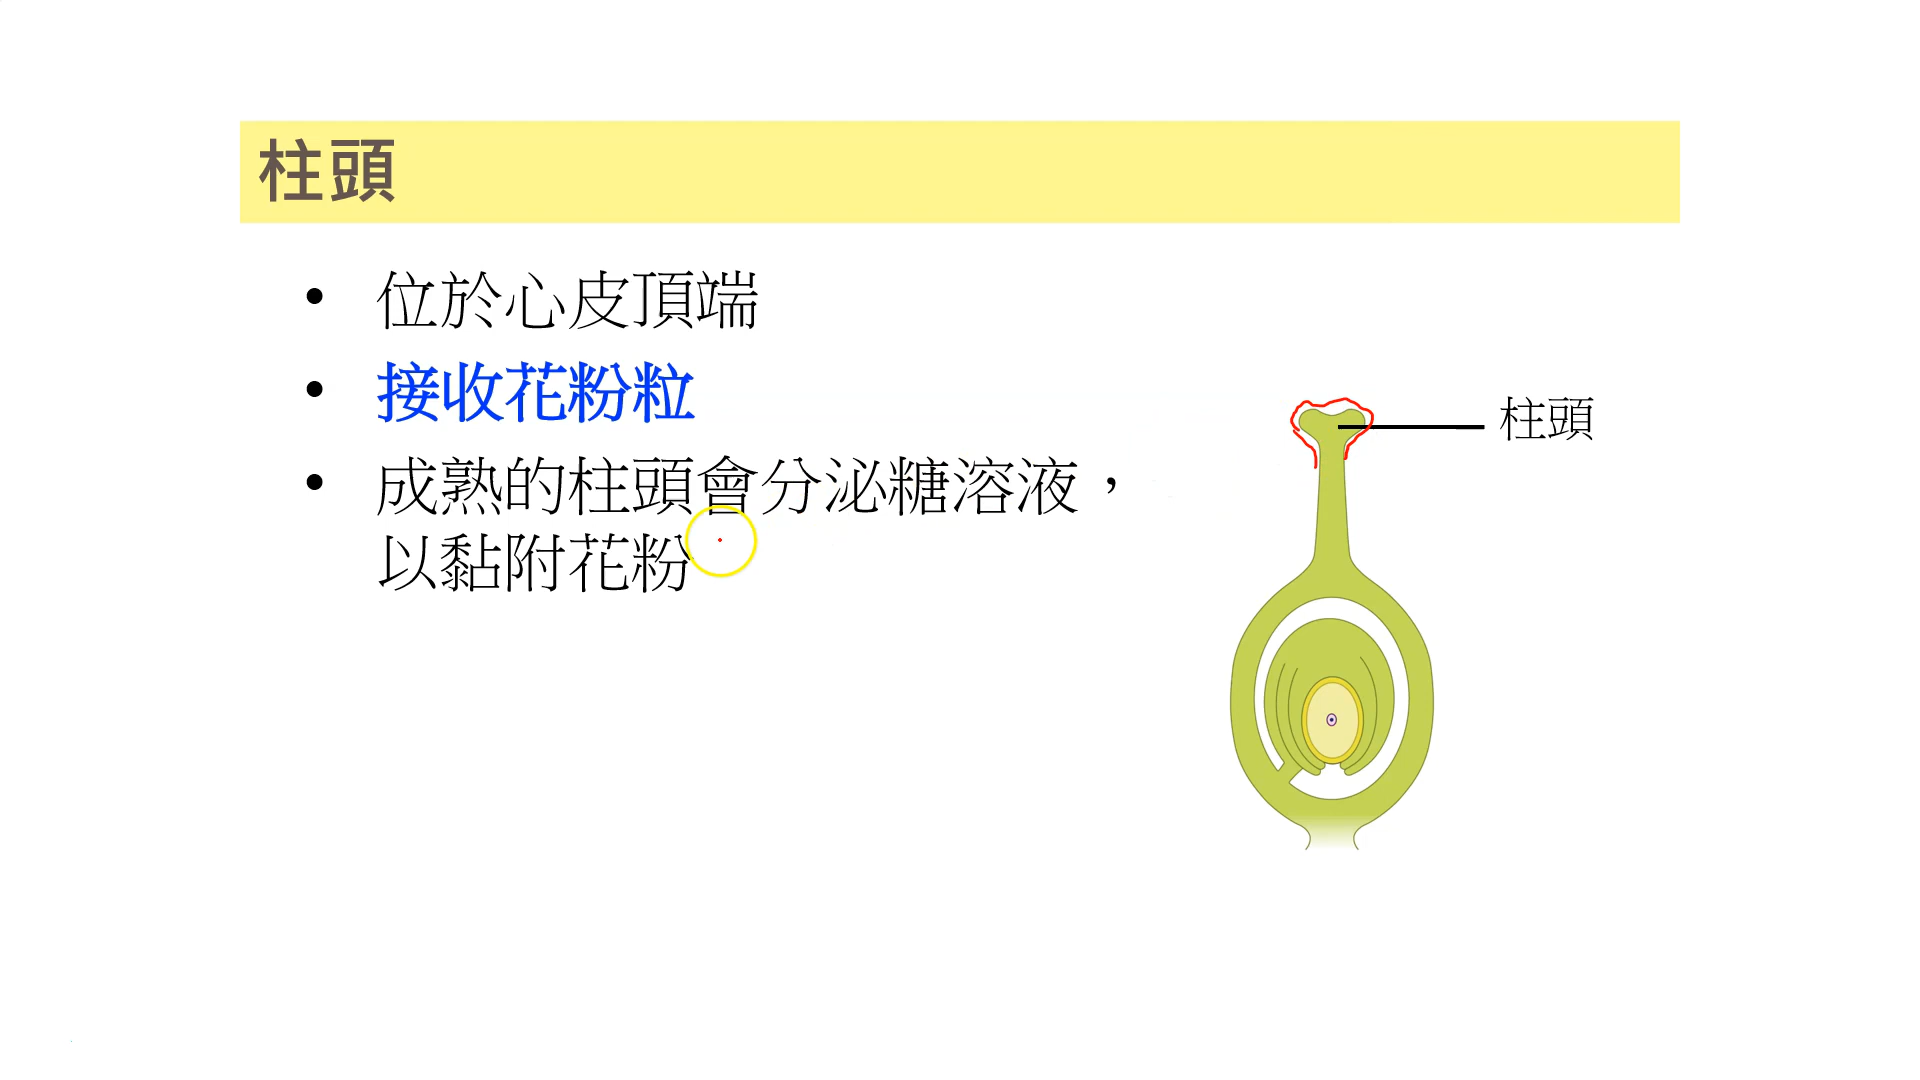 柱頭
• 位於心皮頂端
• 接收花粉粒
• 成熟的柱頭會分泌糖溶液，
以黏附花粉
柱頭